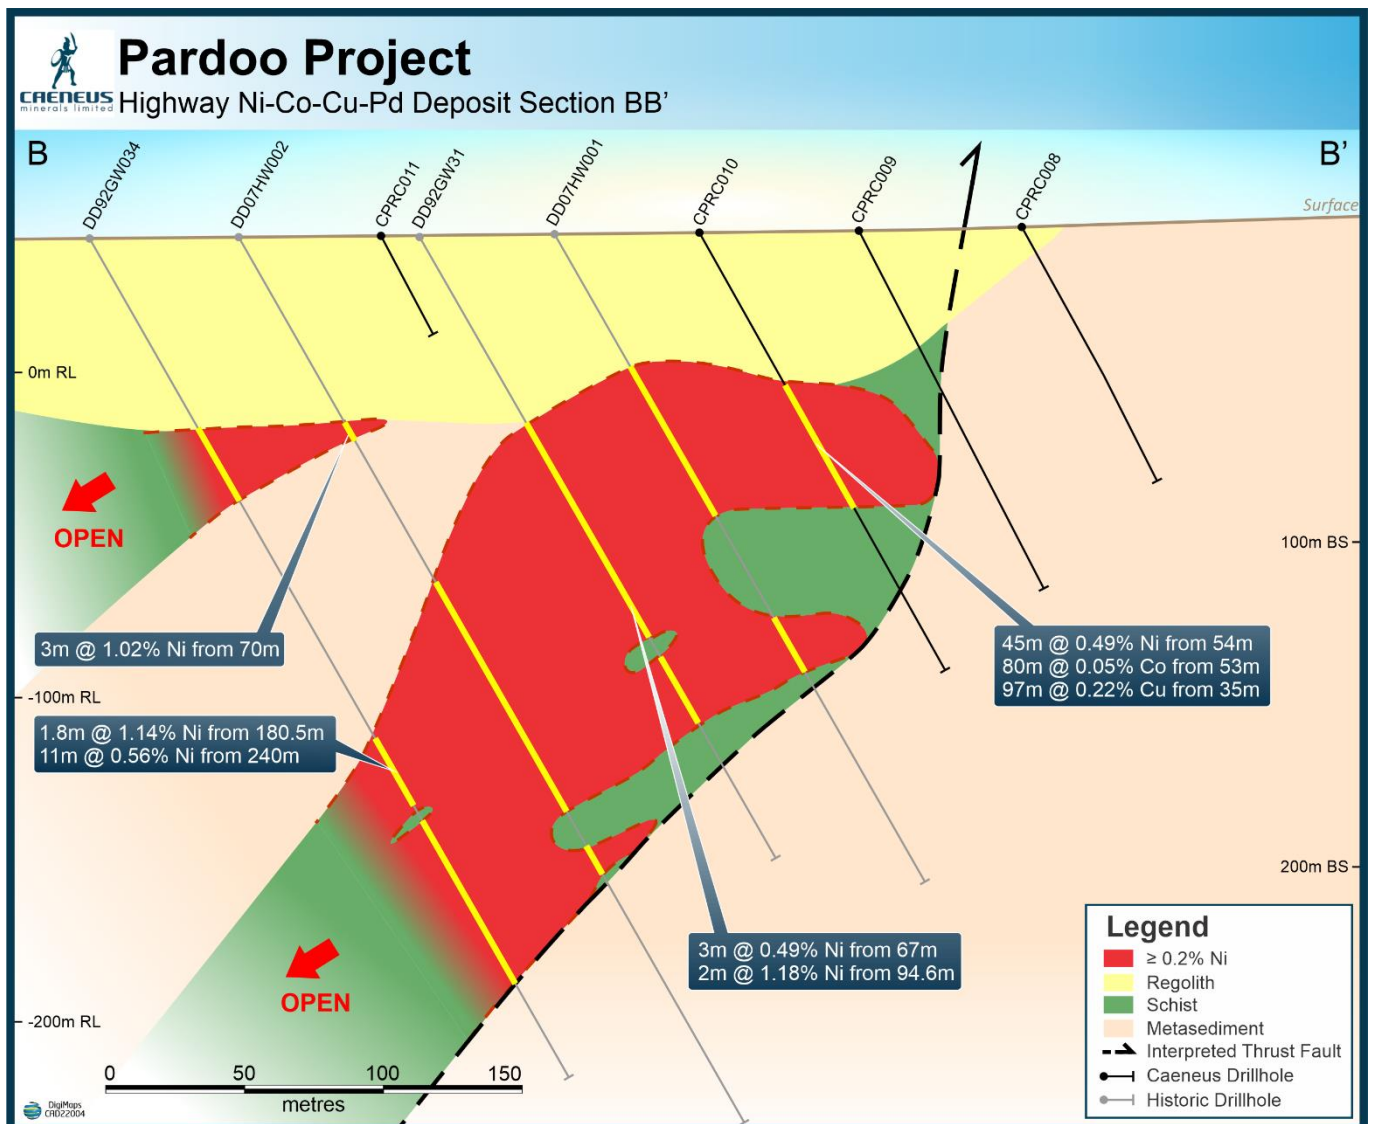 CAENEUS
minerals limited
Pardoo Project
Highway Ni-Co-Cu-Pd Deposit Section BB’
B
B’
DD92GW034
DD07HW002
CPRC011
DD92GW31
DD07HW001
CPRC010
CPRC009
CPRC008
Surface
0m RL
OPEN
100m BS
3m @ 1.02% Ni from 70m
45m @ 0.49% Ni from 54m
80m @ 0.05% Co from 53m
97m @ 0.22% Cu from 35m
-100m RL
1.8m @ 1.14% Ni from 180.5m
11m @ 0.56% Ni from 240m
200m BS
3m @ 0.49% Ni from 67m
2m @ 1.18% Ni from 94.6m
OPEN
-200m RL
0 50 100 150
metres
DigiMaps
CAD22004
Legend
≥ 0.2% Ni
Regolith
Schist
Metasediment
Interpreted Thrust Fault
Caeneus Drillhole
Historic Drillhole